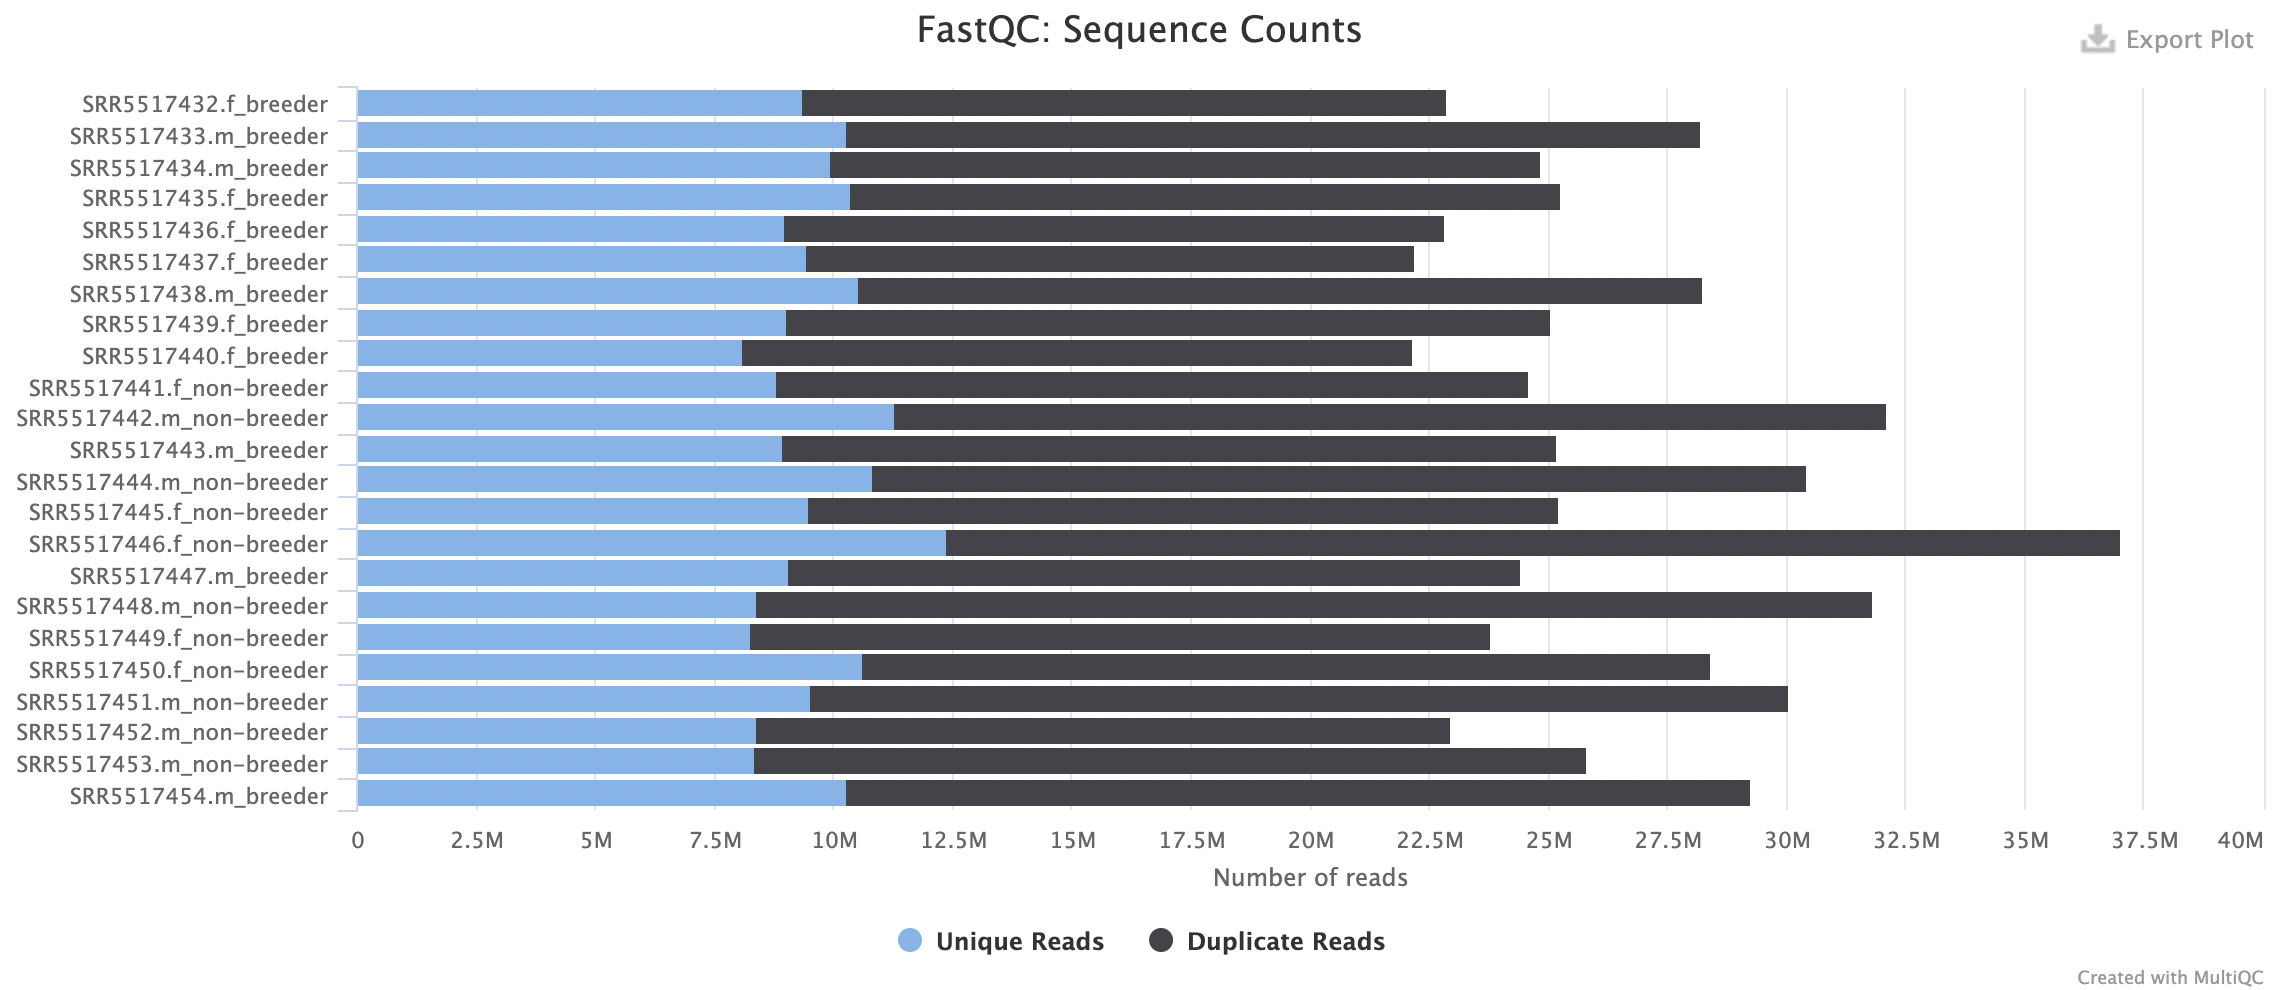 FastQC: Sequence Counts
Export Plot
SRR5517432.f_breeder
SRR5517433.m_breeder
SRR5517434.m_breeder
SRR5517435.f_breeder
SRR5517436.f_breeder
SRR5517437.f_breeder
SRR5517438.m_breeder
SRR5517439.f_breeder
SRR5517440.f_breeder
SRR5517441.f_non-breeder
SRR5517442.m_non-breeder
SRR5517443.m_breeder
SRR5517444.m_non-breeder
SRR5517445.f_non-breeder
SRR5517446.f_non-breeder
SRR5517447.m_breeder
SRR5517448.m_non-breeder
SRR5517449.f_non-breeder
SRR5517450.f_non-breeder
SRR5517451.m_non-breeder
SRR5517452.m_non-breeder
SRR5517453.m_non-breeder
SRR5517454.m_breeder
0 2.5M 5M 7.5M 10M 12.5M 15M 17.5M 20M 22.5M 25M 27.5M 30M 32.5M 35M 37.5M 40M
Number of reads
Unique Reads Duplicate Reads
Created with MultiQC